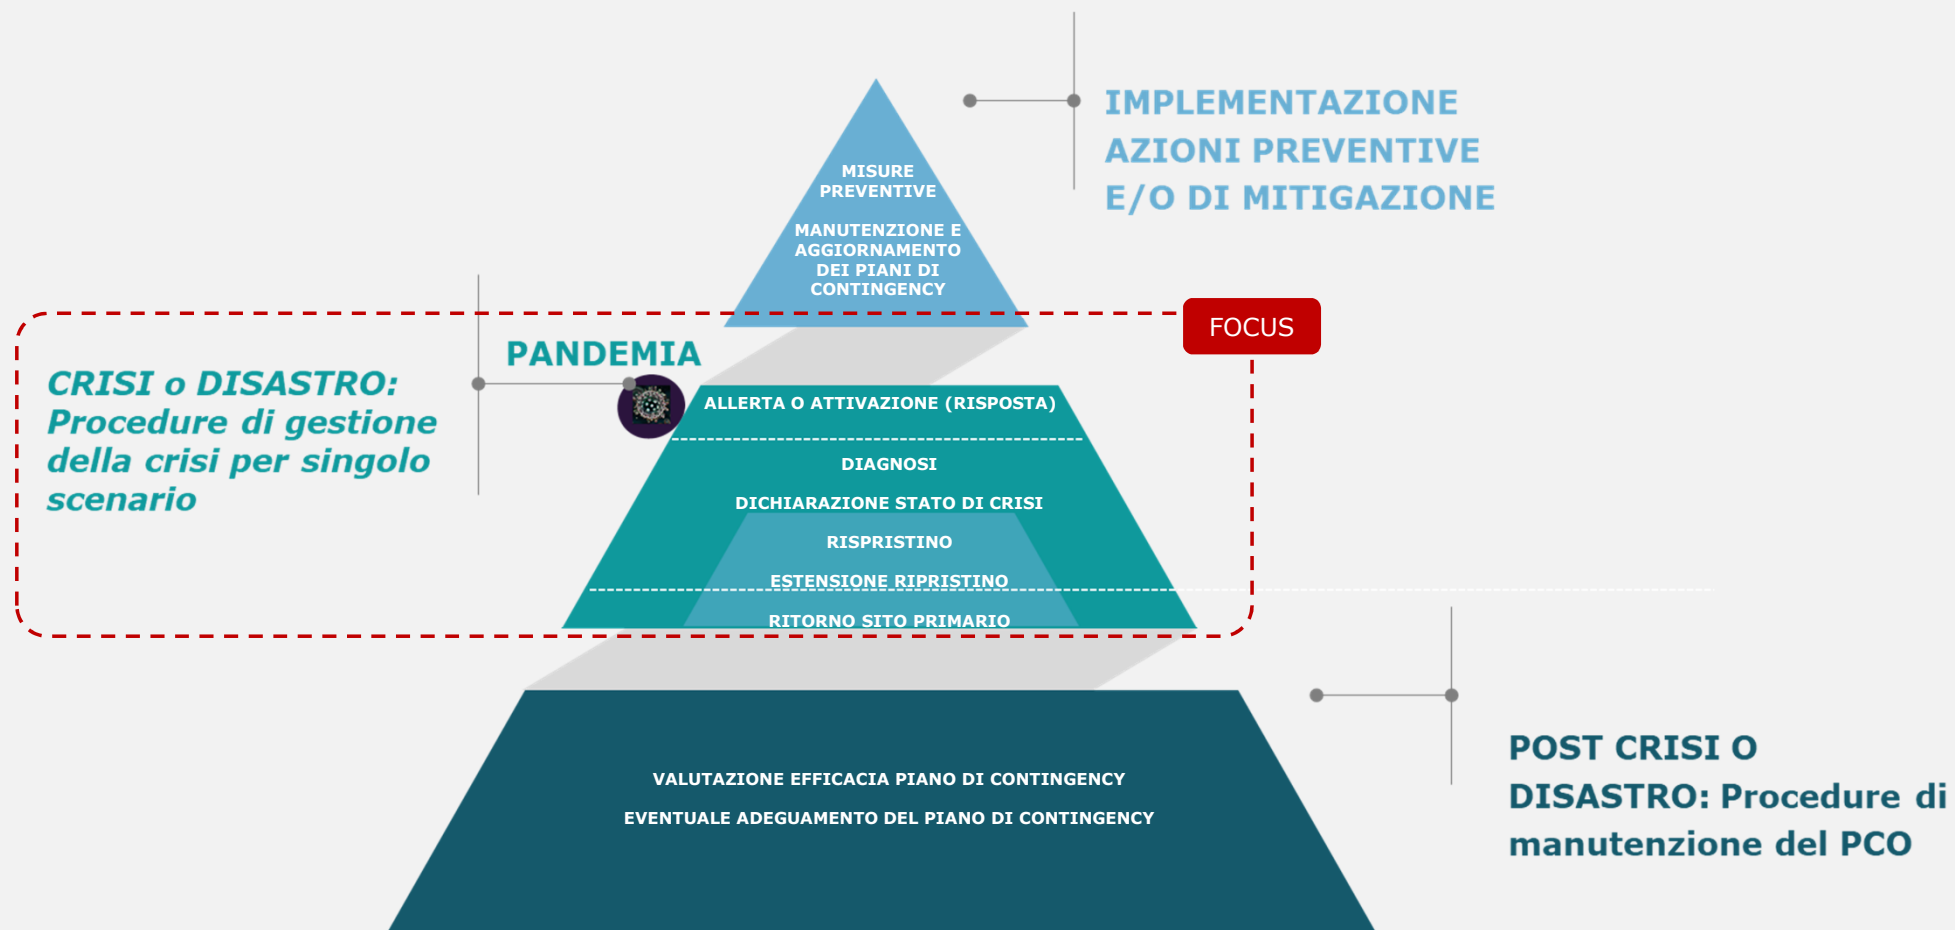 IMPLEMENTAZIONE
AZIONI PREVENTIVE
E/O DI MITIGAZIONE
MISURE
PREVENTIVE
MANUTENZIONE E
AGGIORNAMENTO
DEI PIANI DI
CONTINGENCY
FOCUS
PANDEMIA
CRISI o DISASTRO:
Procedure di gestione
della crisi per singolo
scenario
ALLERTA O ATTIVAZIONE (RISPOSTA)
DIAGNOSI
DICHIARAZIONE STATO DI CRISI
RISPRISTINO
ESTENSIONE RIPRISTINO
RITORNO SITO PRIMARIO
POST CRISI O
DISASTRO: Procedure di
manutenzione del PCO
VALUTAZIONE EFFICACIA PIANO DI CONTINGENCY
EVENTUALE ADEGUAMENTO DEL PIANO DI CONTINGENCY